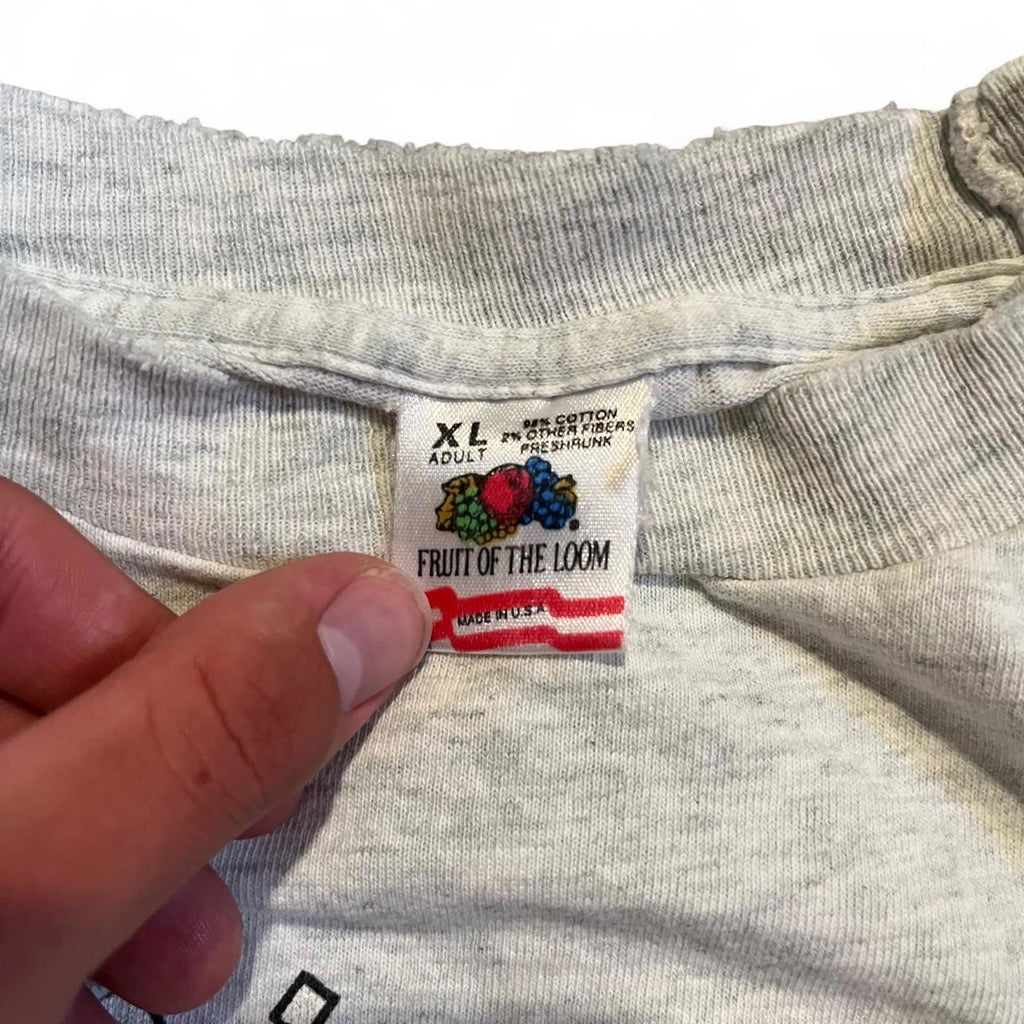 XL
ADULT
98% COTTON
2% OTHER FIBERS
PRESHRUNK
FRUIT OF THE LOOM
®
MADE IN U.S.A